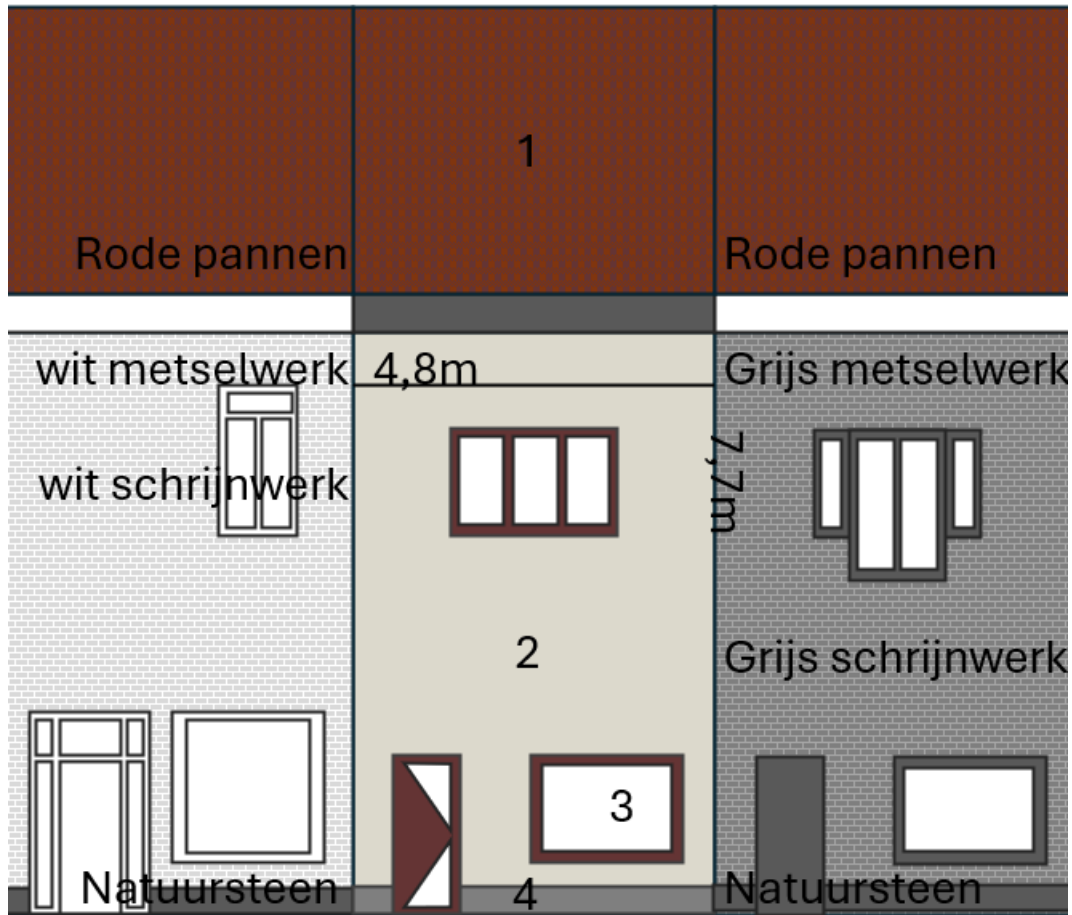 1
Rode pannen
Rode pannen
wit metselwerk
4,8m
Grijs metselwerk
7,7m
wit schrijnwerk
2
Grijs schrijnwerk
3
Natuursteen
4
Natuursteen